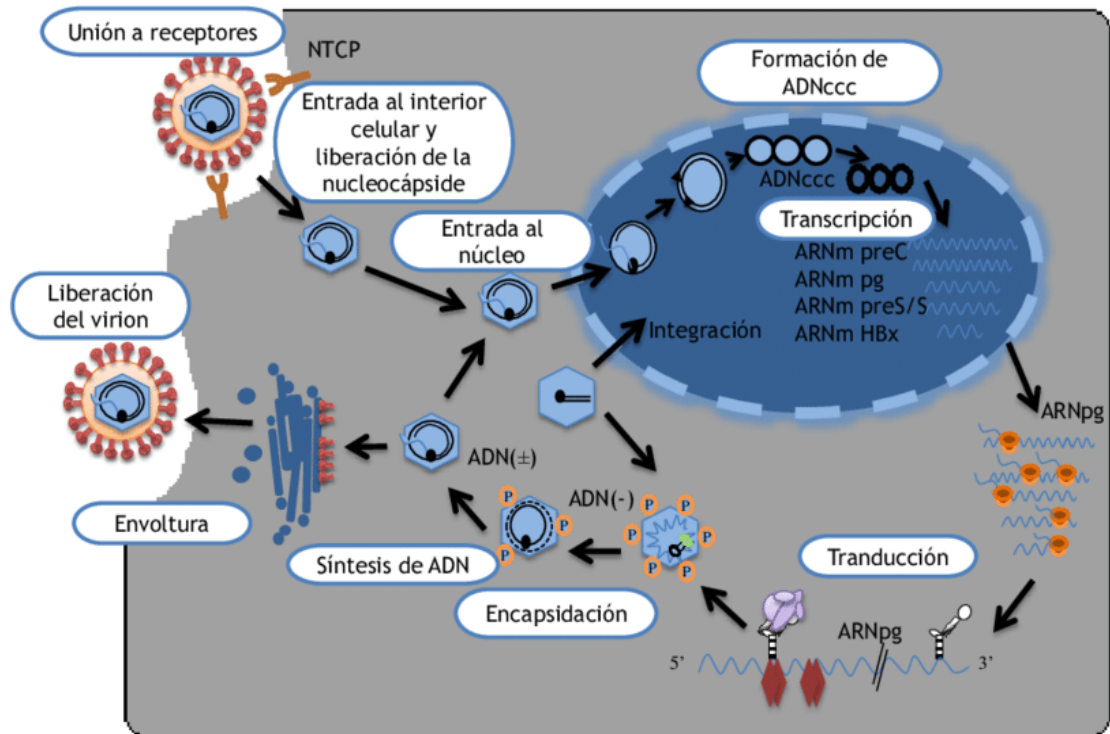 Unión a receptores
NTCP
Entrada al interior
celular y
liberación de la
nucleocápside
Formación de
ADNccc
ADNccc
Entrada al
núcleo
Transcripción
ARNm preC
ARNm pg
ARNm preS/S
ARNm HBx
Integración
Liberación
del virion
ARNpg
ADN(±)
ADN(-)
P
P
P
P
P
P
P
P
P
P
Envoltura
Síntesis de ADN
Encapsidación
Tranducción
ARNpg
5’
3’